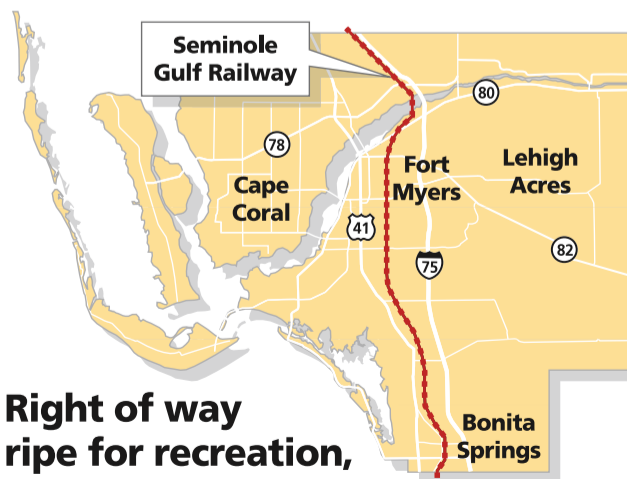 Seminole
Gulf Railway
80
78
Fort
Myers
Lehigh
Acres
Cape
Coral
41
82
75
Right of way
ripe for recreation,
Bonita
Springs